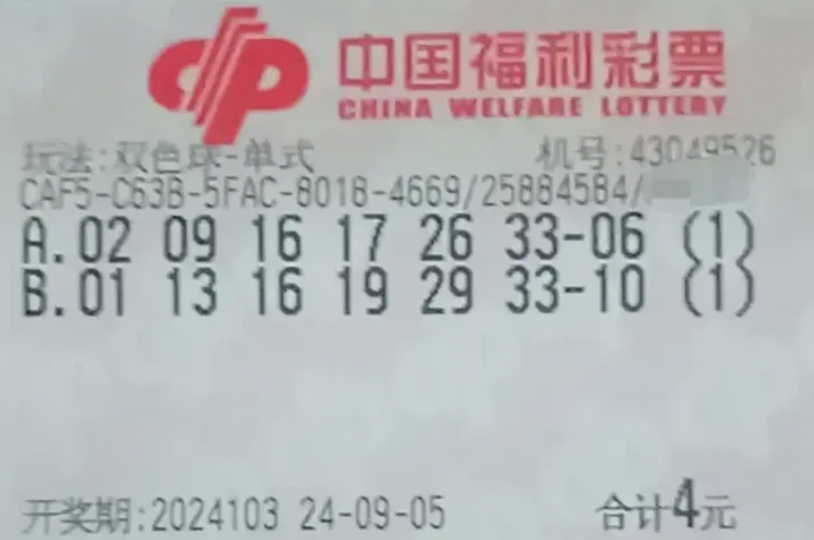 中国福利彩票
CHINA WELFARE LOTTERY
玩法:双色球-单式 机号:43049526
CAF5-C63B-5FAC-8018-4669/25884584/
A.02 09 16 17 26 33-06 (1)
B.01 13 16 19 29 33-10 (1)
开奖期:2024103 24-09-05 合计4元